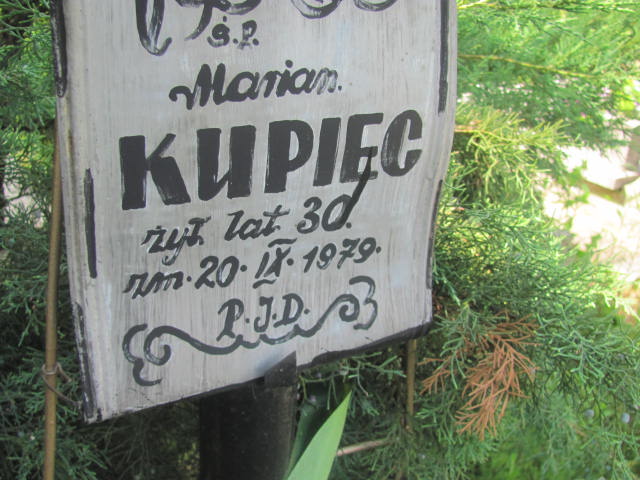 Ś.P.
Marian.
KUPIEC
żył. lat. 30.
zm. 20. IX. 1979.
P.J.D.